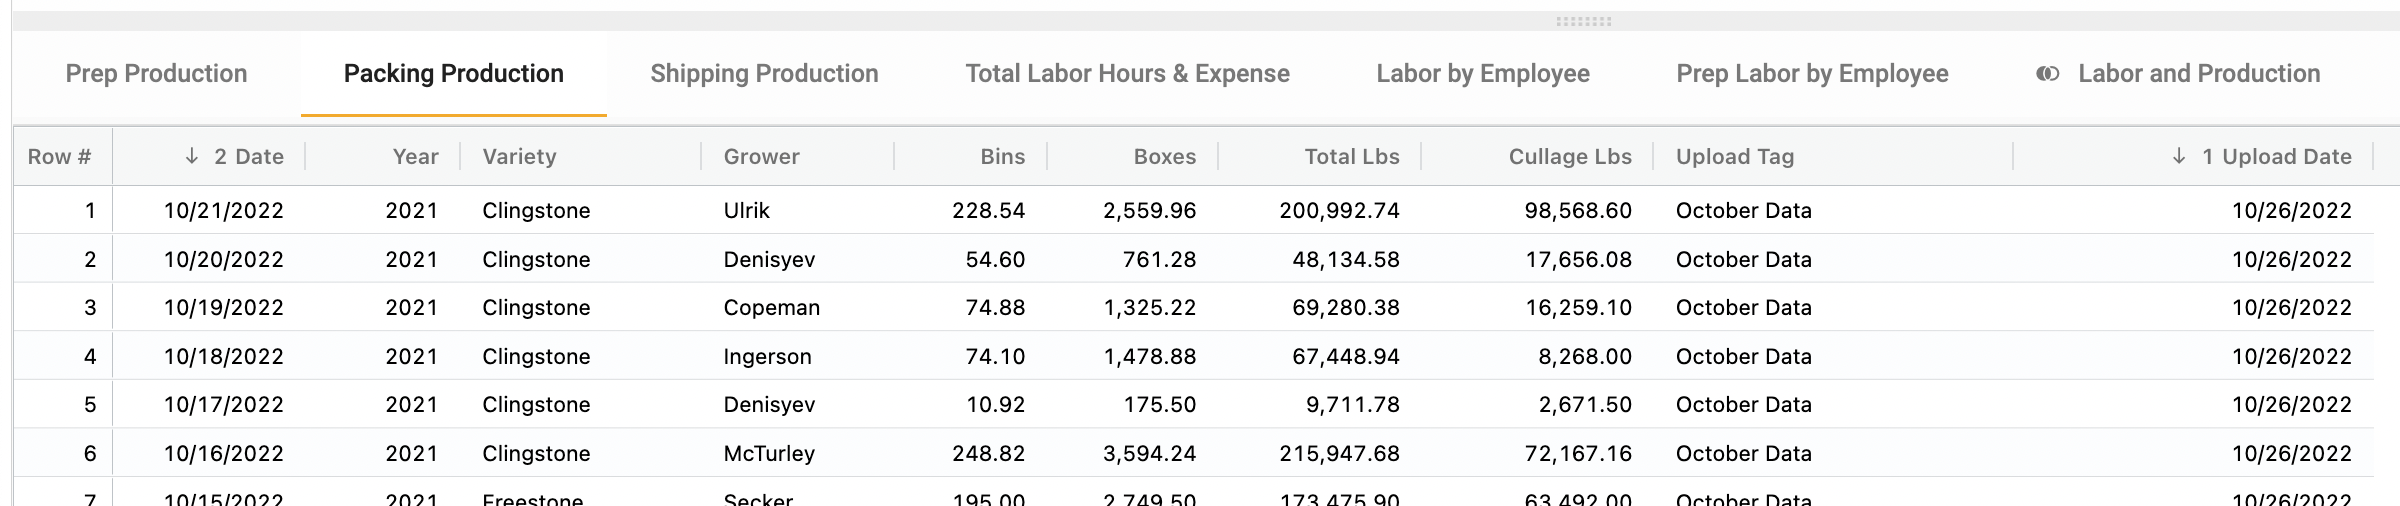 Prep Production Packing Production Shipping Production Total Labor Hours & Expense Labor by Employee Prep Labor by Employee Labor and Production
Row # ↓ 2 Date Year Variety Grower Bins Boxes Total Lbs Cullage Lbs Upload Tag ↓ 1 Upload Date
1 10/21/2022 2021 Clingstone Ulrik 228.54 2,559.96 200,992.74 98,568.60 October Data 10/26/2022
2 10/20/2022 2021 Clingstone Denisyev 54.60 761.28 48,134.58 17,656.08 October Data 10/26/2022
3 10/19/2022 2021 Clingstone Copeman 74.88 1,325.22 69,280.38 16,259.10 October Data 10/26/2022
4 10/18/2022 2021 Clingstone Ingerson 74.10 1,478.88 67,448.94 8,268.00 October Data 10/26/2022
5 10/17/2022 2021 Clingstone Denisyev 10.92 175.50 9,711.78 2,671.50 October Data 10/26/2022
6 10/16/2022 2021 Clingstone McTurley 248.82 3,594.24 215,947.68 72,167.16 October Data 10/26/2022
7 10/15/2022 2021 Freestone Secker 195.00 2,749.50 173,475.90 63,492.00 October Data 10/26/2022